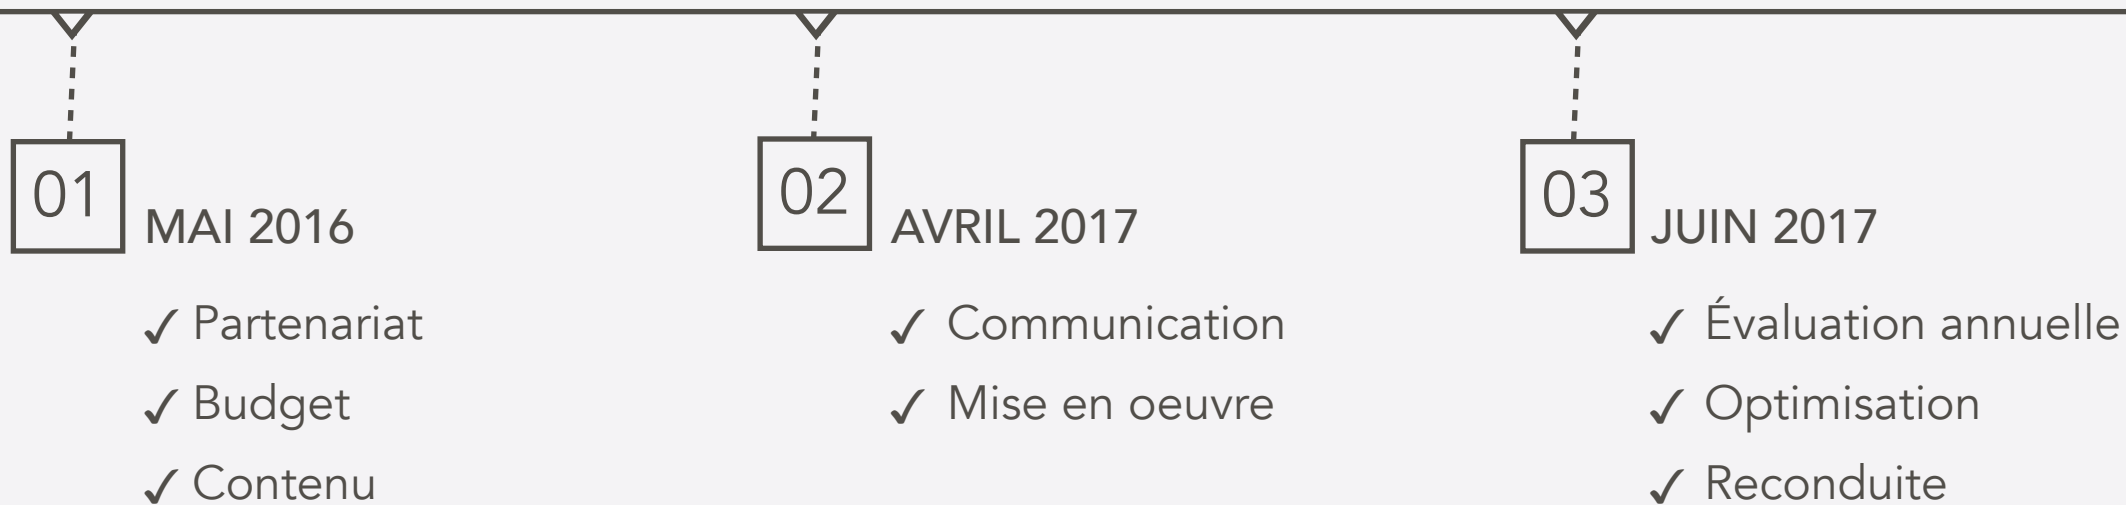 01
MAI 2016
✓ Partenariat
✓ Budget
✓ Contenu
02
AVRIL 2017
✓ Communication
✓ Mise en oeuvre
03
JUIN 2017
✓ Évaluation annuelle
✓ Optimisation
✓ Reconduite